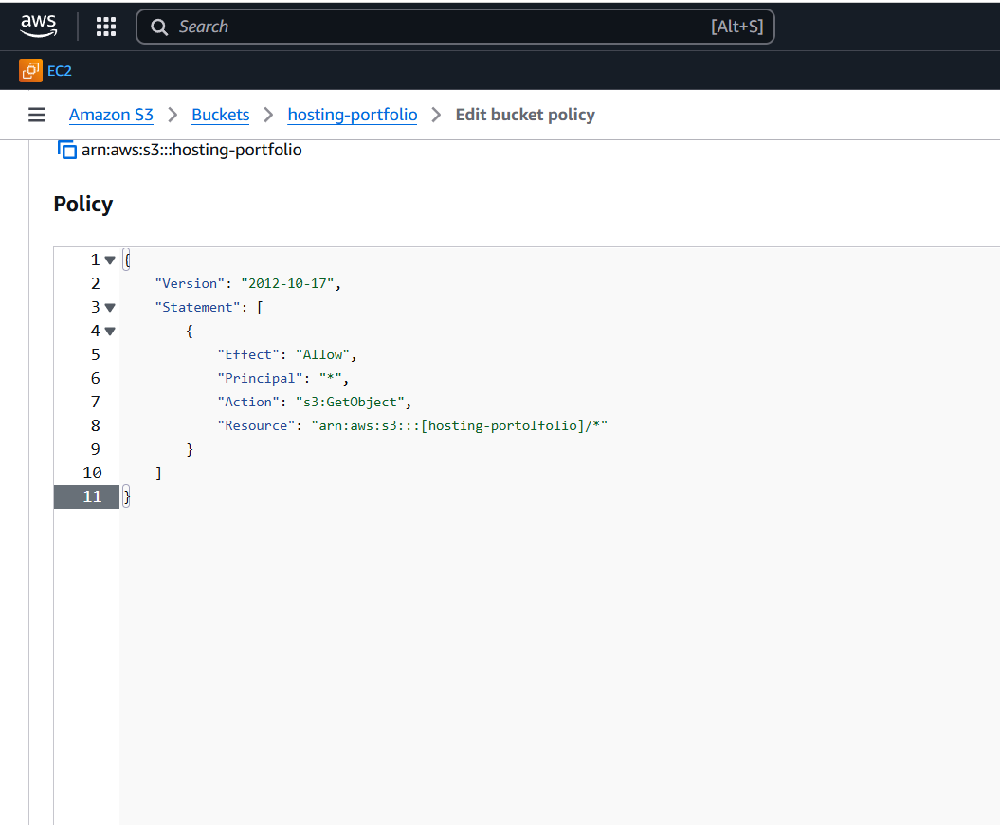 aws
Search [Alt+S]
EC2
Amazon S3 > Buckets > hosting-portfolio > Edit bucket policy
arn:aws:s3:::hosting-portfolio
Policy
1 {
2 "Version": "2012-10-17",
3 "Statement": [
4 {
5 "Effect": "Allow",
6 "Principal": "*",
7 "Action": "s3:GetObject",
8 "Resource": "arn:aws:s3:::[hosting-portolfolio]/*"
9 }
10 ]
11 }